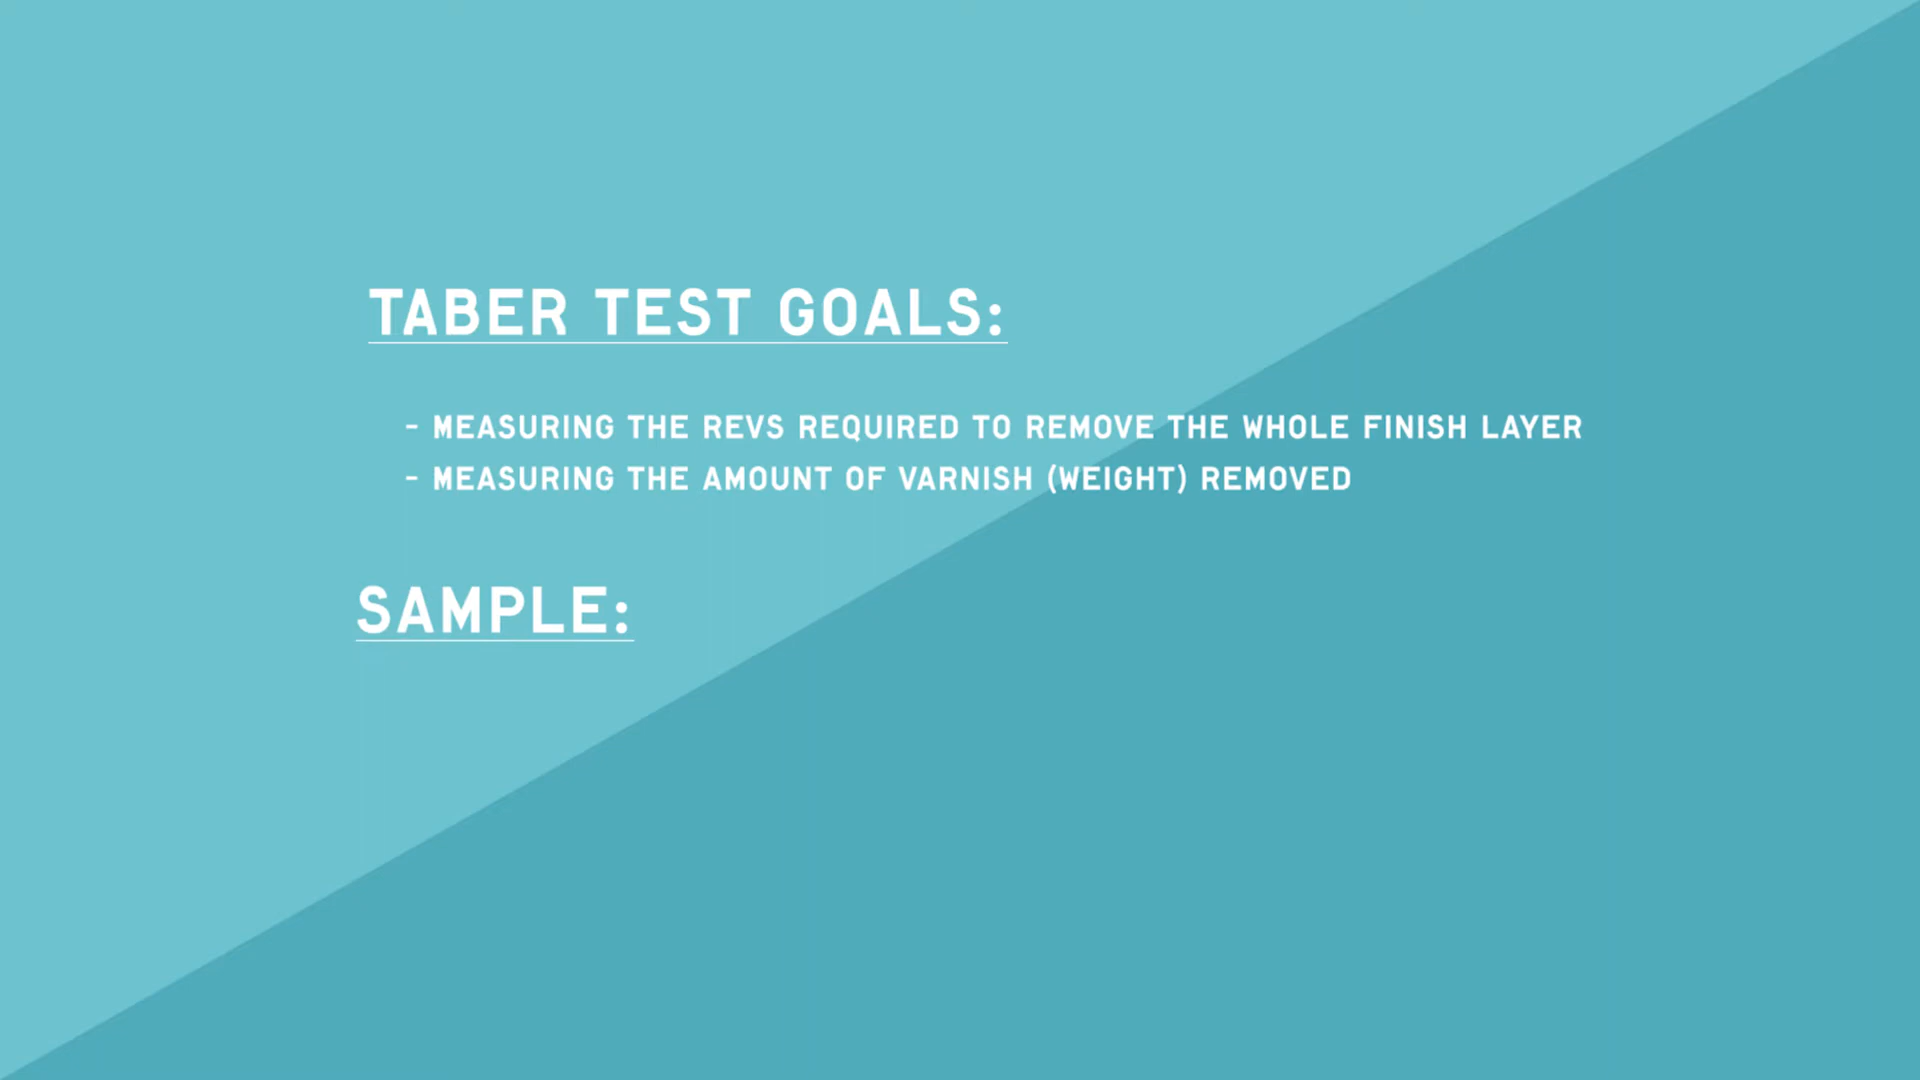 TABER TEST GOALS:
- MEASURING THE REVS REQUIRED TO REMOVE THE WHOLE FINISH LAYER
- MEASURING THE AMOUNT OF VARNISH (WEIGHT) REMOVED
SAMPLE: